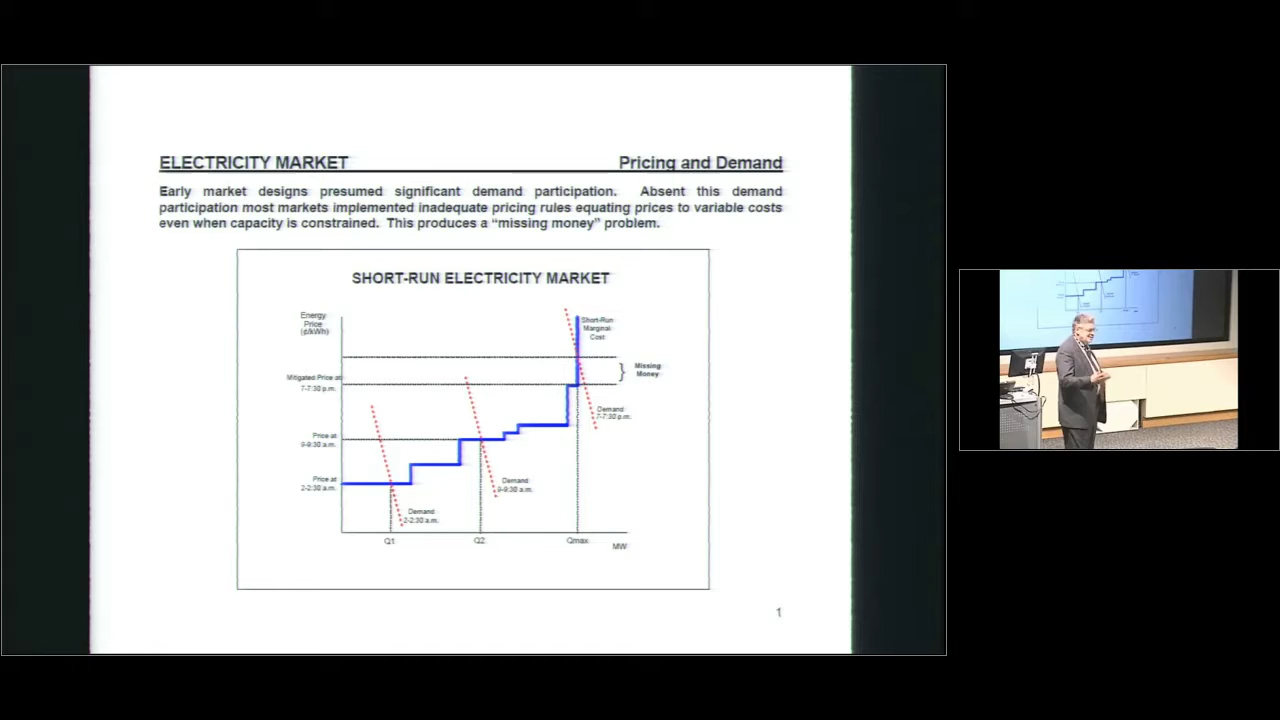 ELECTRICITY MARKET Pricing and Demand
Early market designs presumed significant demand participation. Absent this demand
participation most markets implemented inadequate pricing rules equating prices to variable costs
even when capacity is constrained. This produces a “missing money” problem.
SHORT-RUN ELECTRICITY MARKET
Energy
Price
(¢/kWh)
Short-Run
Marginal
Cost
Missing
Money
Mitigated Price at
7-7:30 p.m.
Demand
7-7:30 p.m.
Price at
9-9:30 a.m.
Price at
2-2:30 a.m.
Demand
9-9:30 a.m.
Demand
2-2:30 a.m.
Q1
Q2
Qmax
MW
1